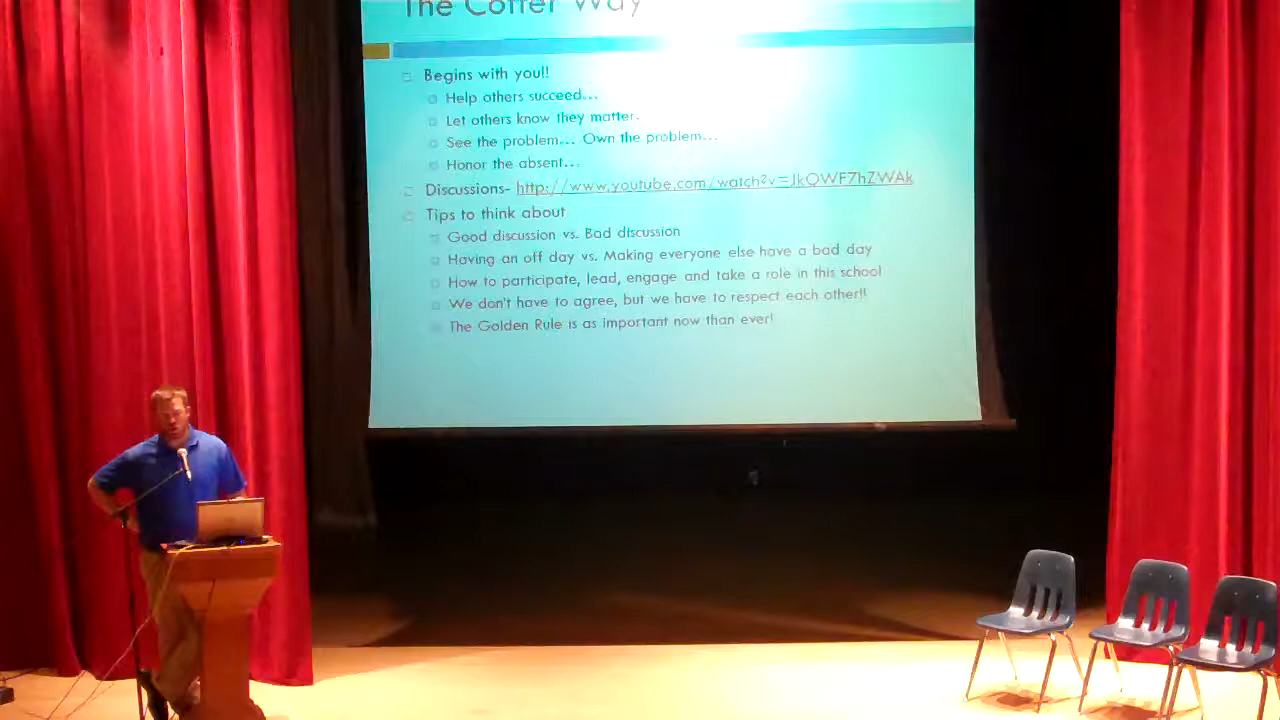 The Cotter Way
Begins with you!!
Help others succeed...
Let others know they matter.
See the problem... Own the problem...
Honor the absent...
Discussions- http://www.youtube.com/watch?v=JkQWF7hZWAk
Tips to think about
Good discussion vs. Bad discussion
Having an off day vs. Making everyone else have a bad day
How to participate, lead, engage and take a role in this school
We don't have to agree, but we have to respect each other!!
The Golden Rule is as important now than ever!